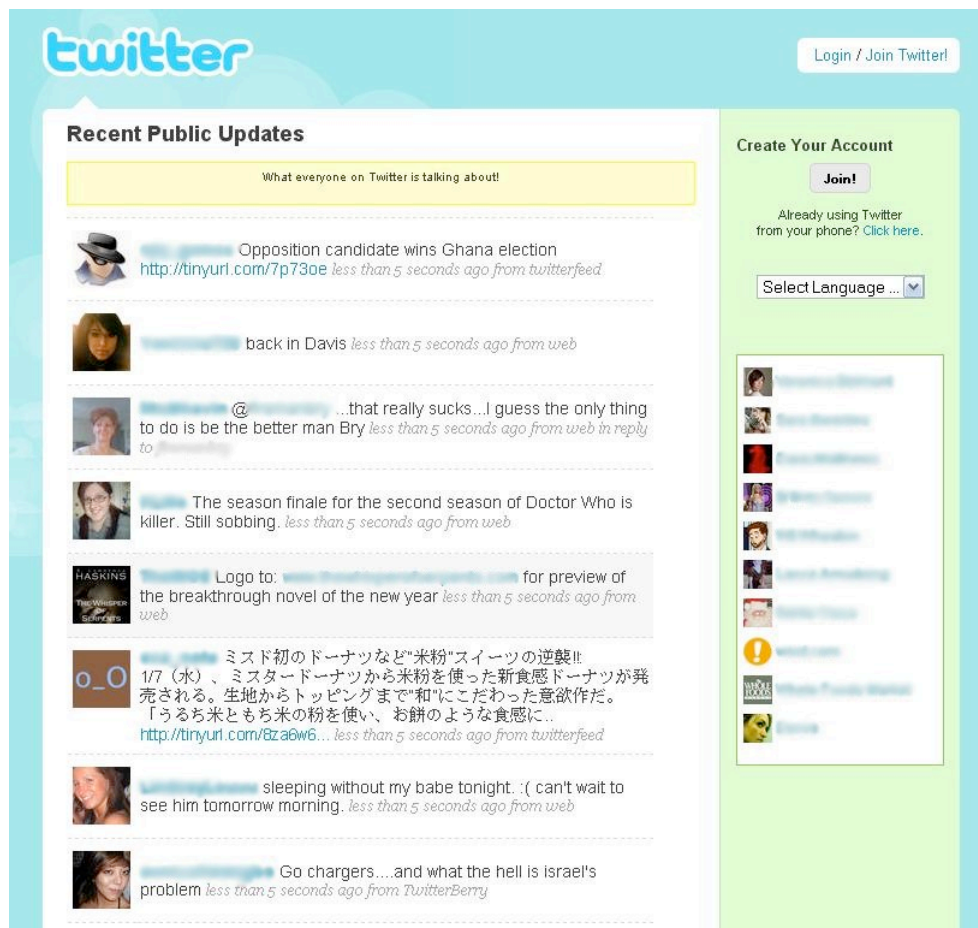 twitter
Login / Join Twitter!
Recent Public Updates
What everyone on Twitter is talking about!
Opposition candidate wins Ghana election
http://tinyurl.com/7p73oe less than 5 seconds ago from twitterfeed
back in Davis less than 5 seconds ago from web
@ ...that really sucks...I guess the only thing
to do is be the better man Bry less than 5 seconds ago from web in reply
to
The season finale for the second season of Doctor Who is
killer. Still sobbing. less than 5 seconds ago from web
HASKINS
THE WHISPER
SERPENTS
Logo to: for preview of
the breakthrough novel of the new year less than 5 seconds ago from
web
o_O
ミスド初のドーナツなど"米粉"スイーツの逆襲!!
1/7（水）、ミスタードーナツから米粉を使った新食感ドーナツが発
売される。生地からトッピングまで"和"にこだわった意欲作だ。
「うるち米ともち米の粉を使い、お餅のような食感に..
http://tinyurl.com/8za6w6... less than 5 seconds ago from twitterfeed
sleeping without my babe tonight. :( can't wait to
see him tomorrow morning. less than 5 seconds ago from web
Go chargers....and what the hell is israel's
problem less than 5 seconds ago from TwitterBerry
Create Your Account
Join!
Already using Twitter
from your phone? Click here.
Select Language ...
WHOLE
FOODS